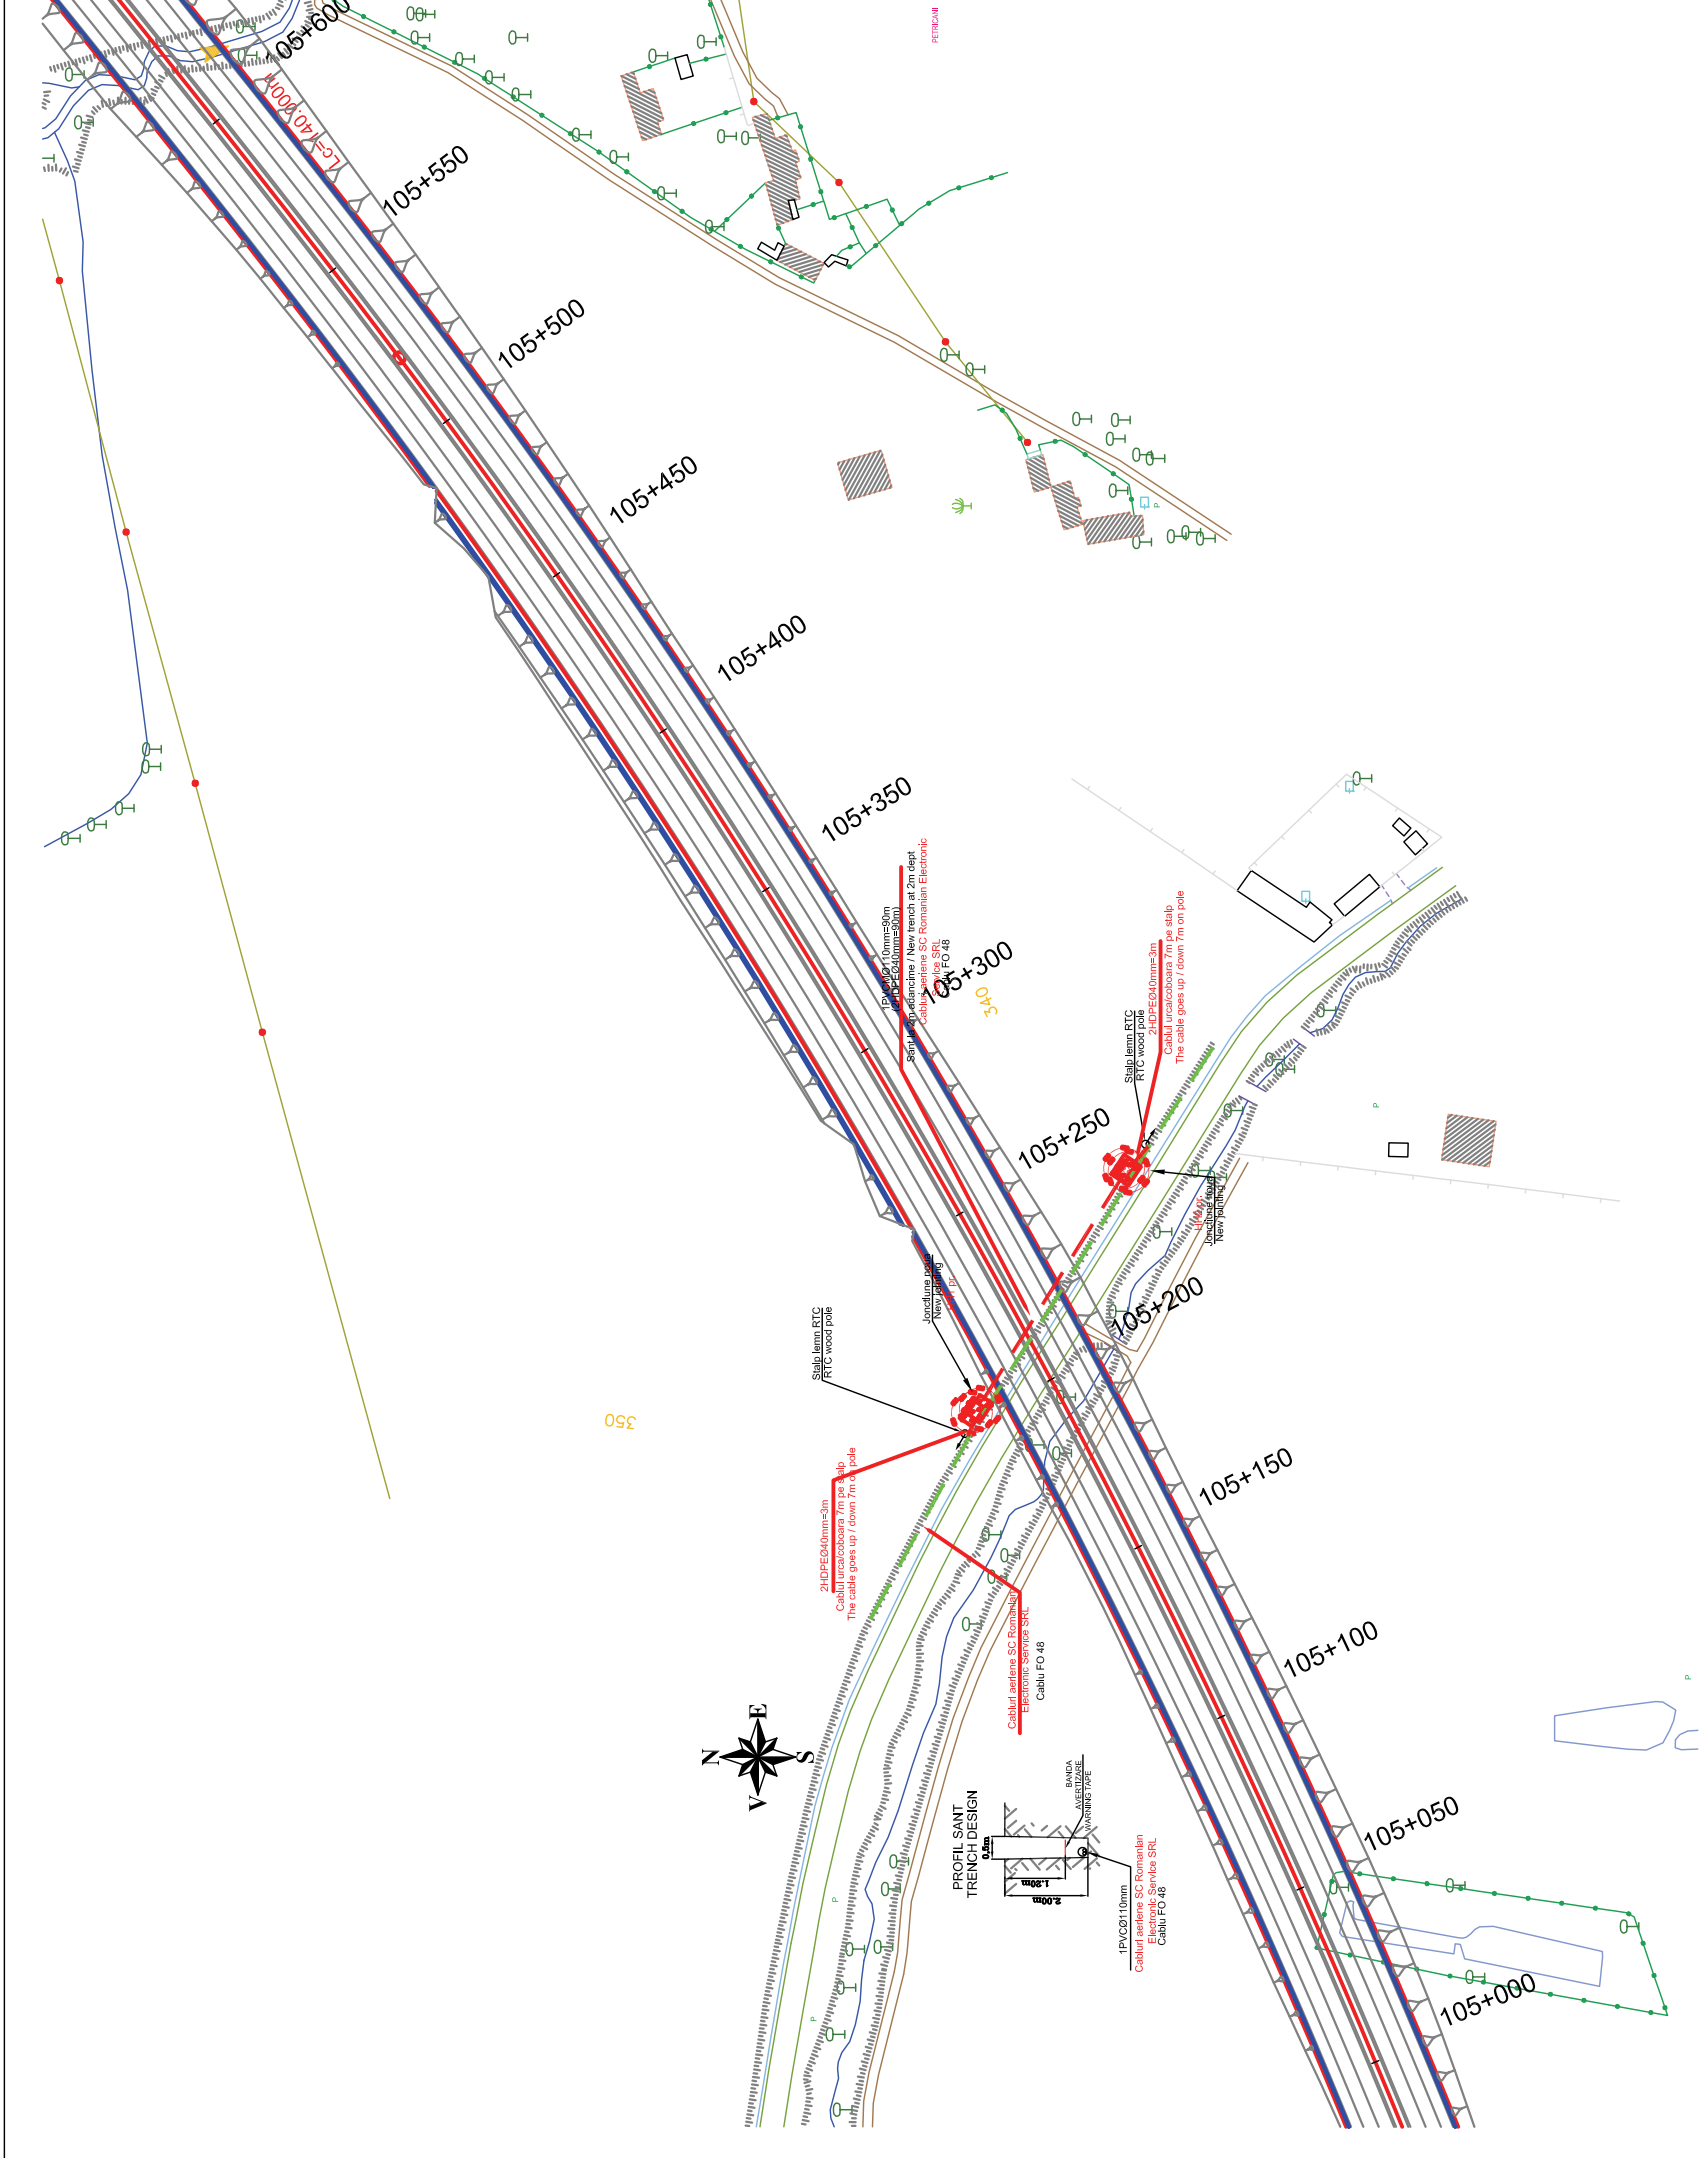 PETRICANI
105+600
Lc=140.000m
105+550
105+500
105+450
105+400
105+350
1PVCMØ110mm=90m
(2HDPEØ40mm=90m)
Sant la 2m adancime / New trench at 2m dept
Cabluri aeriene SC Romanian Electronic
Service SRL
Cablu FO 48
105+300
340
2HDPEØ40mm=3m
Cablul urca/coboara 7m pe stalp
The cable goes up / down 7m on pole
Stalp lemn RTC
RTC wood pole
105+250
Jonctiune noua
New jointing
105+200
Jonctiune noua
New jointing
Stalp lemn RTC
RTC wood pole
350
2HDPEØ40mm=3m
Cablul urca/coboara 7m pe stalp
The cable goes up / down 7m on pole
105+150
Cabluri aeriene SC Romanian
Electronic Service SRL
Cablu FO 48
105+100
N
E
S
V
PROFIL SANT
TRENCH DESIGN
0.5m
1.20m
2.00m
BANDA
AVERTIZARE
WARNING TAPE
1PVCØ110mm
Cabluri aeriene SC Romanian
Electronic Service SRL
Cablu FO 48
105+050
105+000
P
P
P
P
P